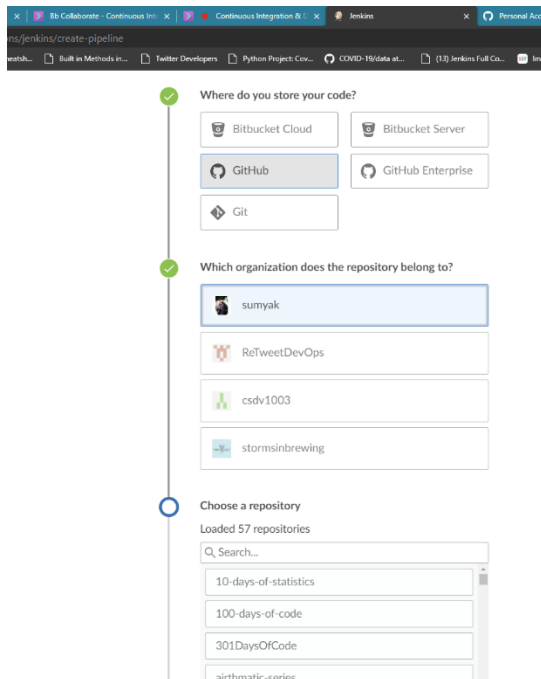 Bb Collaborate - Continuous Int
Continuous Integration & D
Jenkins
Personal Acc
ns/jenkins/create-pipeline
neatsh...
Built in Methods in...
Twitter Developers
Python Project: Cov...
COVID-19/data at...
(13) Jenkins Full Co...
Where do you store your code?
Bitbucket Cloud
Bitbucket Server
GitHub
GitHub Enterprise
Git
Which organization does the repository belong to?
sumyak
ReTweetDevOps
csdv1003
stormsinbrewing
Choose a repository
Loaded 57 repositories
Search...
10-days-of-statistics
100-days-of-code
301DaysOfCode
airthmatic-series